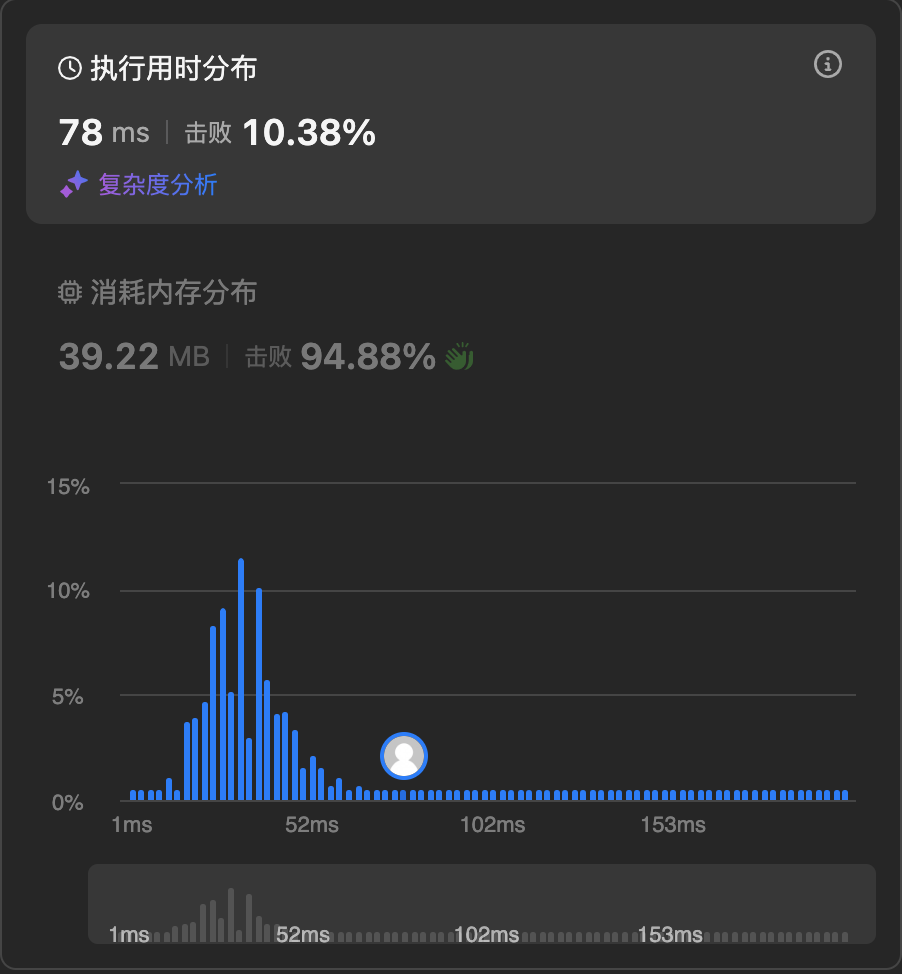 执行用时分布
78 ms | 击败 10.38%
复杂度分析
消耗内存分布
39.22 MB | 击败 94.88%
15%
10%
5%
0%
1ms 52ms 102ms 153ms
1ms 52ms 102ms 153ms